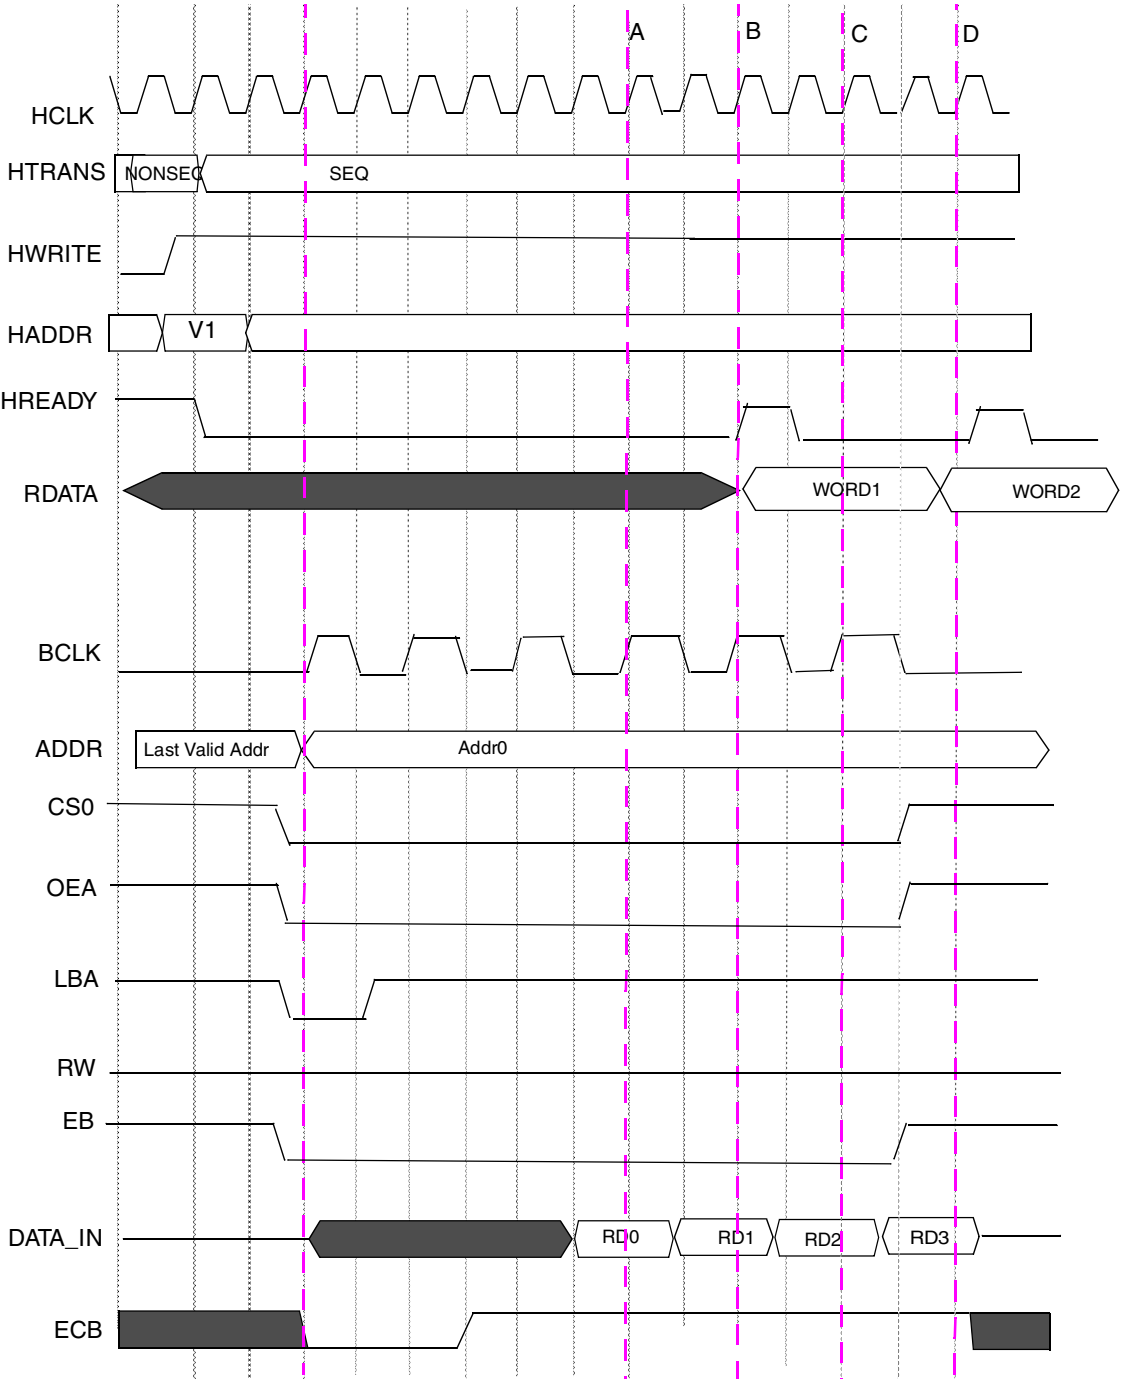 A B C D
HCLK
HTRANS NONSEQ SEQ
HWRITE
HADDR V1
HREADY
RDATA WORD1 WORD2
BCLK
ADDR Last Valid Addr Addr0
CS0
OEA
LBA
RW
EB
DATA_IN RD0 RD1 RD2 RD3
ECB